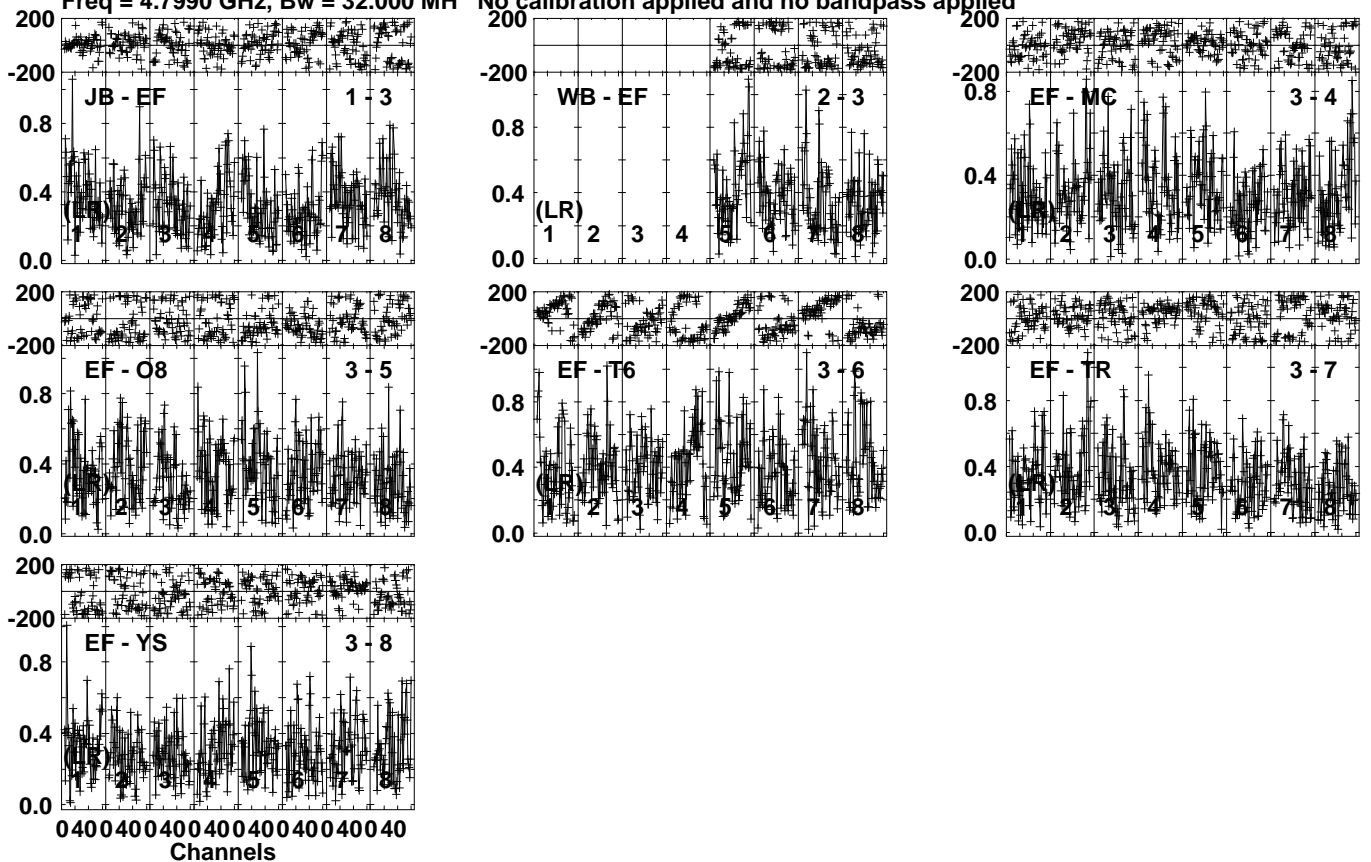 Freq = 4.7990 GHz, Bw = 32.000 MH No calibration applied and no bandpass applied
200
-200
JB - EF 1 - 3
0.8
0.4
0.0
(LR)
1 2 3 4 5 6 7 8
WB - EF 2 - 3
200
-200
0.8
0.4
0.0
(LR)
1 2 3 4 5 6 7 8
200
-200
EF - MC 3 - 4
0.8
0.4
0.0
(LR)
1 2 3 4 5 6 7 8
200
-200
EF - O8 3 - 5
0.8
0.4
0.0
(LR)
1 2 3 4 5 6 7 8
200
-200
EF - T6 3 - 6
0.8
0.4
0.0
(LR)
1 2 3 4 5 6 7 8
200
-200
EF - TR 3 - 7
0.8
0.4
0.0
(LR)
1 2 3 4 5 6 7 8
200
-200
EF - YS 3 - 8
0.8
0.4
0.0
(LR)
1 2 3 4 5 6 7 8
0 40 0 40 0 40 0 40 0 40 0 40 0 40 0 40
Channels